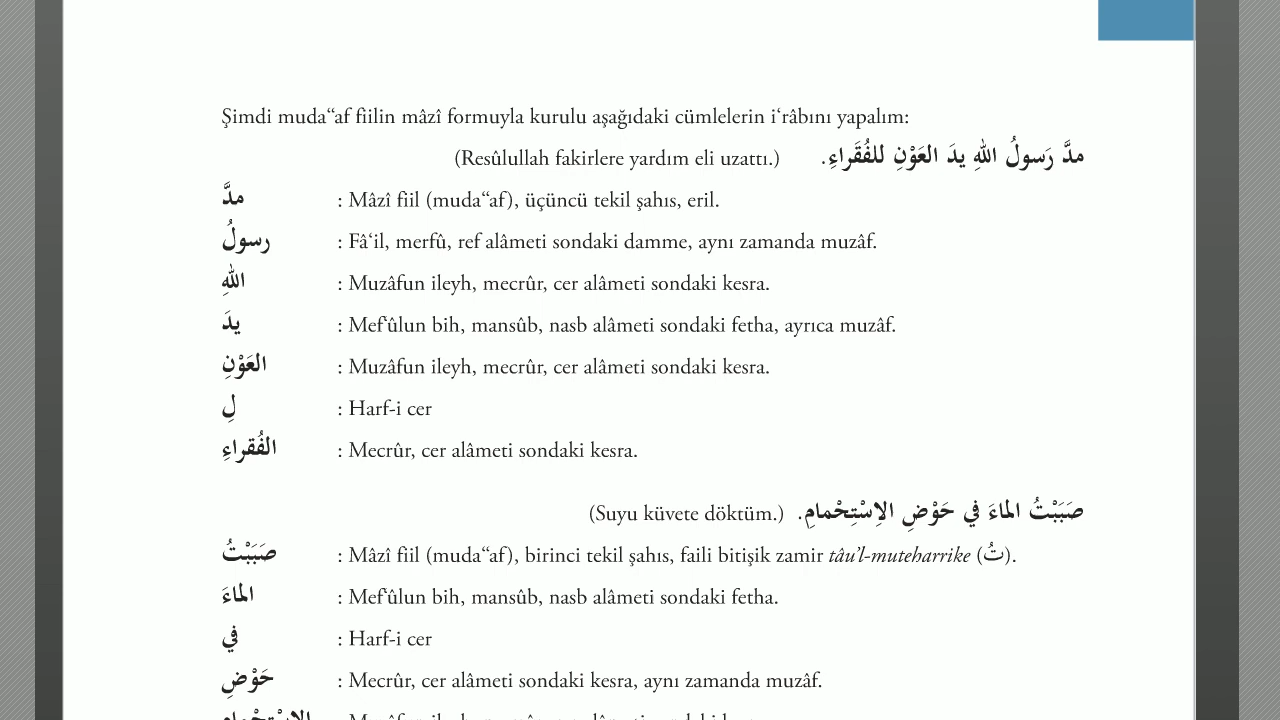 Şimdi muda“af fiilin mâzî formuyla kurulu aşağıdaki cümlelerin i‘râbını yapalım:
مدَّ رَسولُ اللهِ يدَ العَوْنِ للفُقَراءِ. (Resûlullah fakirlere yardım eli uzattı.)
مدَّ : Mâzî fiil (muda“af), üçüncü tekil şahıs, eril.
رسولُ : Fâ‘il, merfû, ref alâmeti sondaki damme, aynı zamanda muzâf.
اللهِ : Muzâfun ileyh, mecrûr, cer alâmeti sondaki kesra.
يدَ : Mef‘ûlun bih, mansûb, nasb alâmeti sondaki fetha, ayrıca muzâf.
العَوْنِ : Muzâfun ileyh, mecrûr, cer alâmeti sondaki kesra.
لِ : Harf-i cer
الفُقراءِ : Mecrûr, cer alâmeti sondaki kesra.
صَبَبْتُ الماءَ في حَوْضِ الاِسْتِحْمامِ. (Suyu küvete döktüm.)
صَبَبْتُ : Mâzî fiil (muda“af), birinci tekil şahıs, faili bitişik zamir tâu’l-muteharrike (تُ).
الماءَ : Mef‘ûlun bih, mansûb, nasb alâmeti sondaki fetha.
في : Harf-i cer
حَوْضِ : Mecrûr, cer alâmeti sondaki kesra, aynı zamanda muzâf.